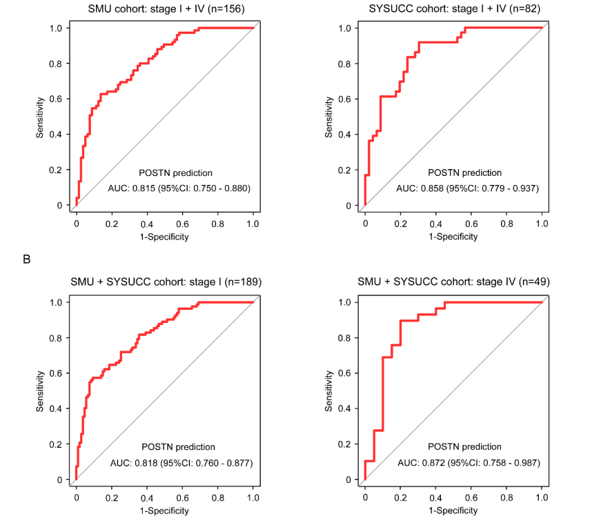 SMU cohort: stage I + IV (n=156)
1.0
0.8
0.6
0.4
0.2
0
Sensitivity
POSTN prediction
AUC: 0.815 (95%CI: 0.750 - 0.880)
0 0.2 0.4 0.6 0.8 1.0
1-Specificity
SYSUCC cohort: stage I + IV (n=82)
1.0
0.8
0.6
0.4
0.2
0
Sensitivity
POSTN prediction
AUC: 0.858 (95%CI: 0.779 - 0.937)
0 0.2 0.4 0.6 0.8 1.0
1-Specificity
B
SMU + SYSUCC cohort: stage I (n=189)
1.0
0.8
0.6
0.4
0.2
0
Sensitivity
POSTN prediction
AUC: 0.818 (95%CI: 0.760 - 0.877)
0 0.2 0.4 0.6 0.8 1.0
1-Specificity
SMU + SYSUCC cohort: stage IV (n=49)
1.0
0.8
0.6
0.4
0.2
0
Sensitivity
POSTN prediction
AUC: 0.872 (95%CI: 0.758 - 0.987)
0 0.2 0.4 0.6 0.8 1.0
1-Specificity